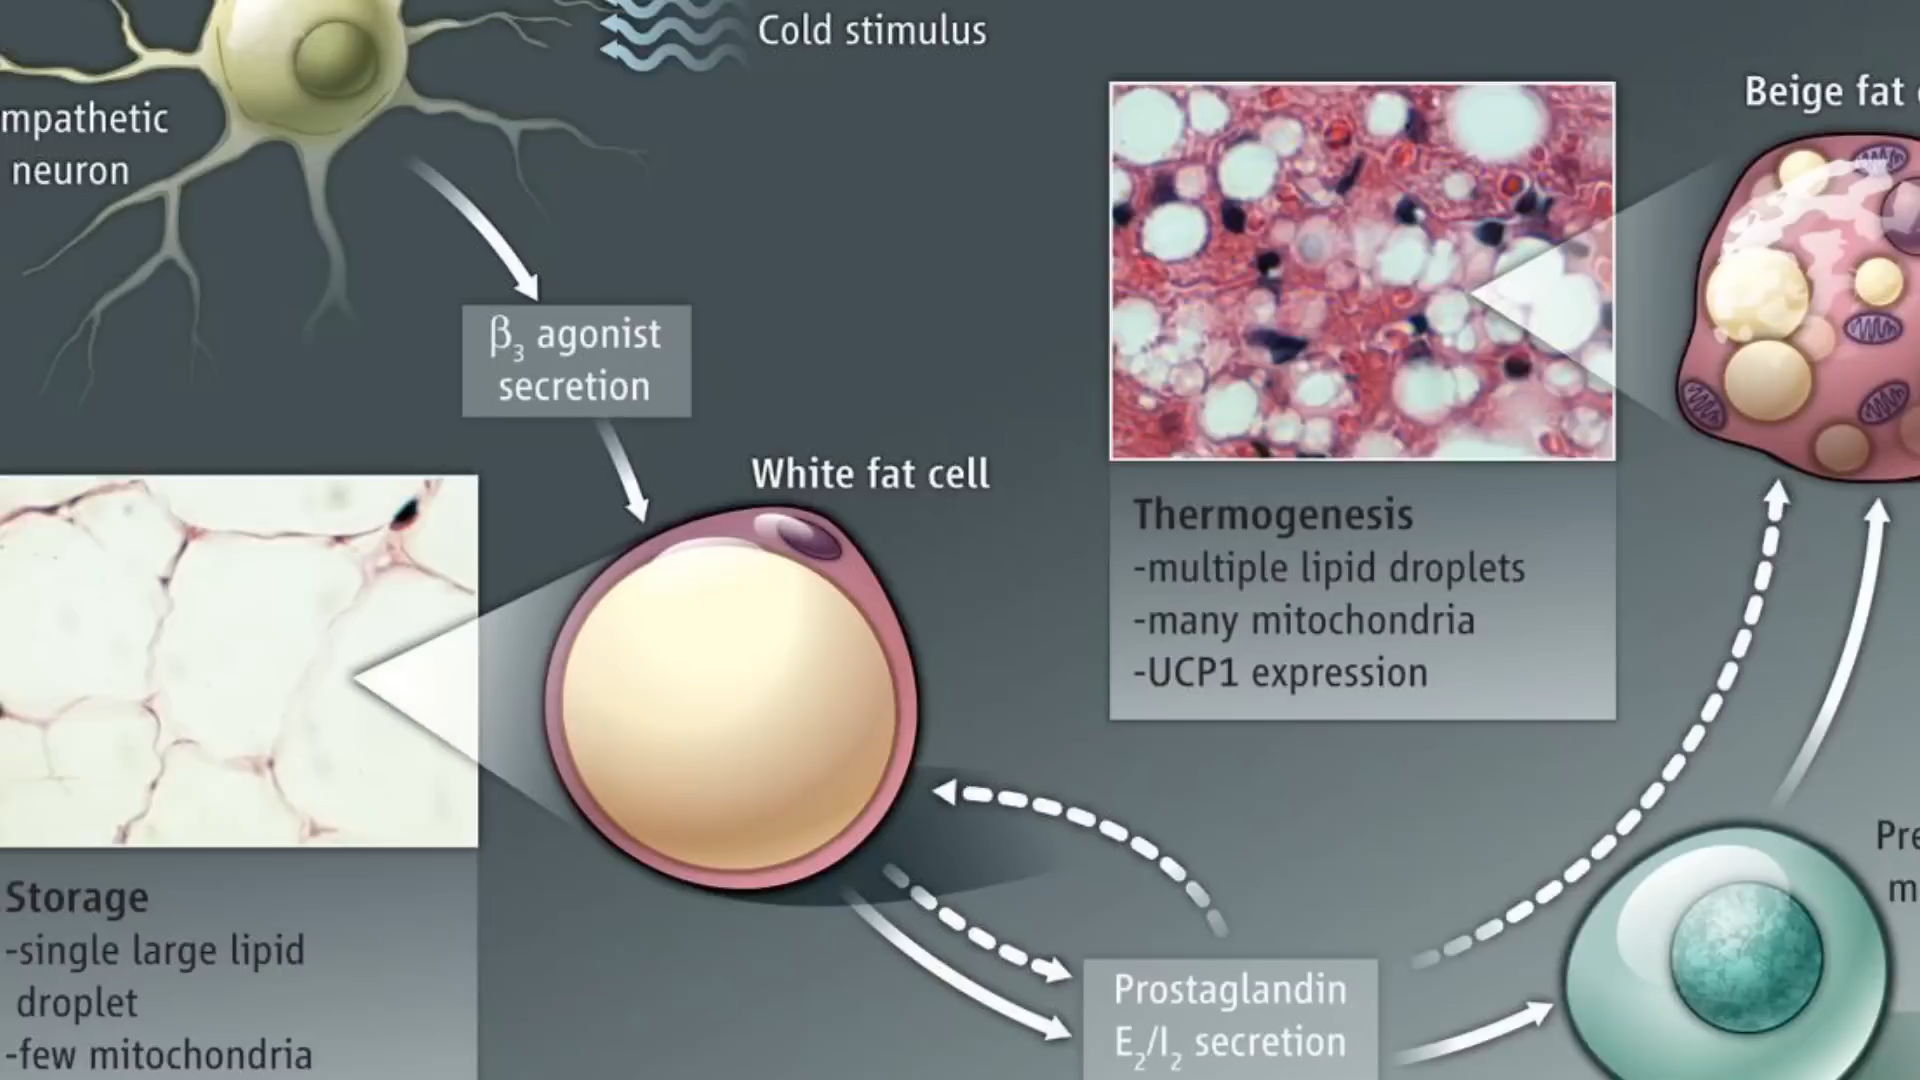 Cold stimulus
mpathetic
neuron
β3 agonist
secretion
White fat cell
Storage
-single large lipid
droplet
-few mitochondria
Beige fat
Thermogenesis
-multiple lipid droplets
-many mitochondria
-UCP1 expression
Prostaglandin
E2/I2 secretion
Pre
m